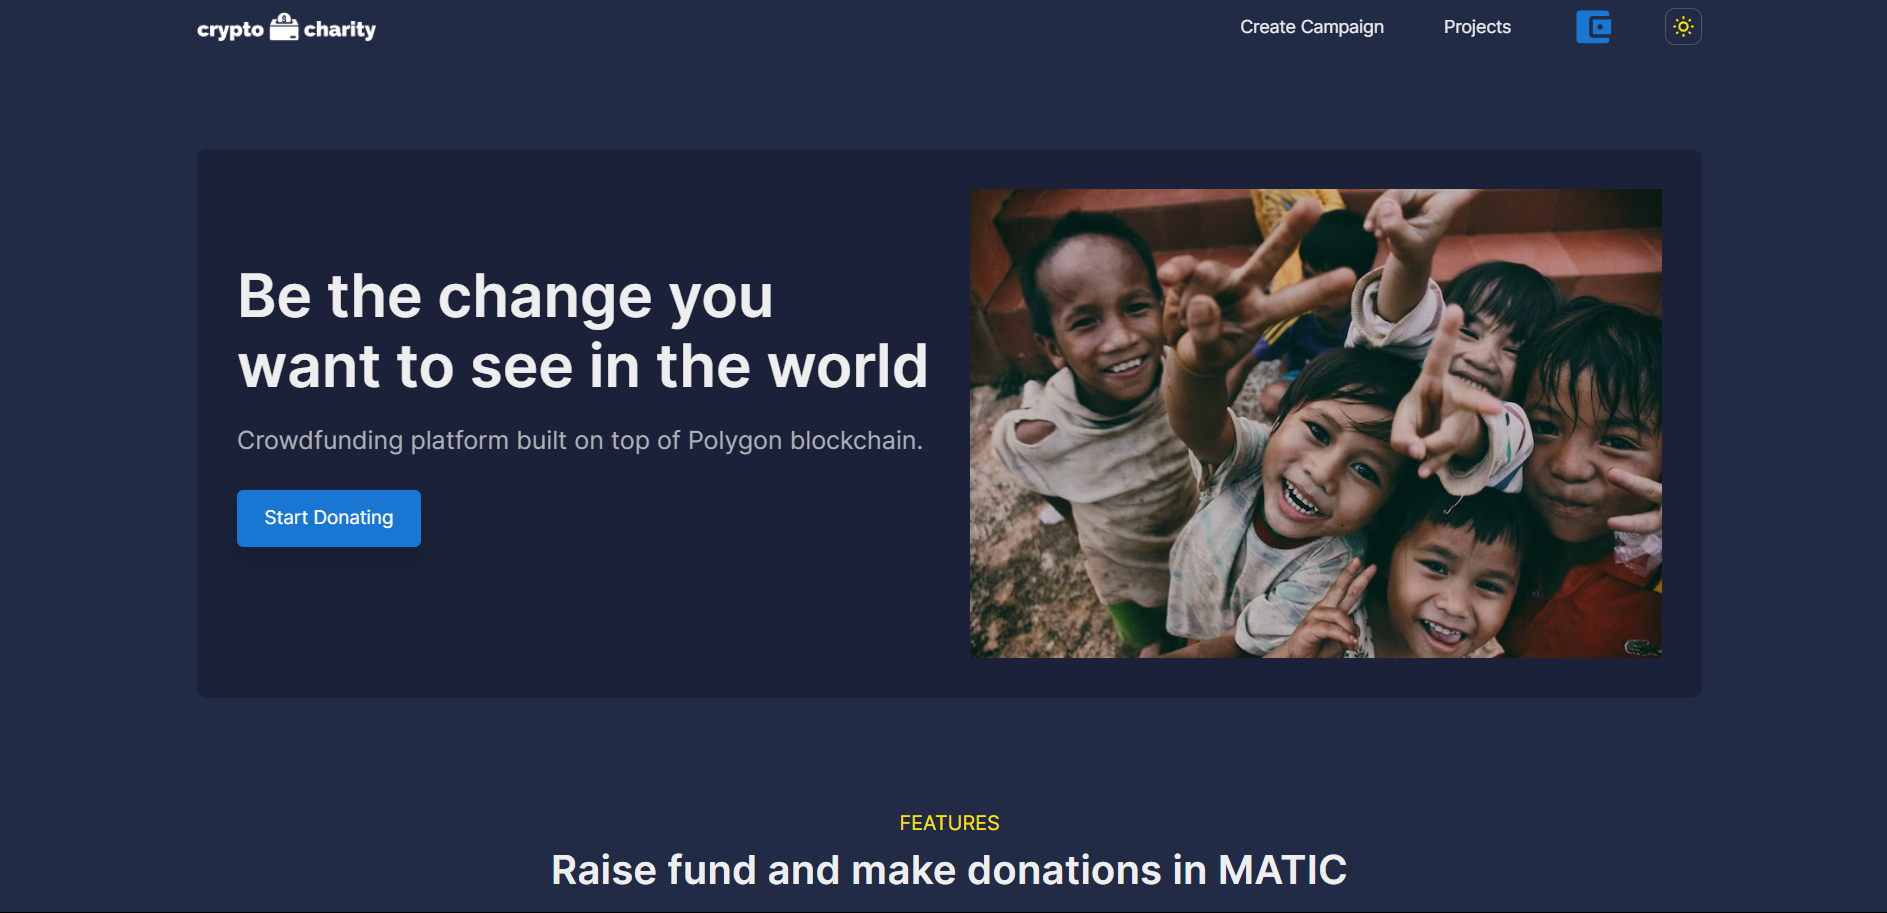 crypto charity
Create Campaign
Projects
Be the change you
want to see in the world
Crowdfunding platform built on top of Polygon blockchain.
Start Donating
FEATURES
Raise fund and make donations in MATIC